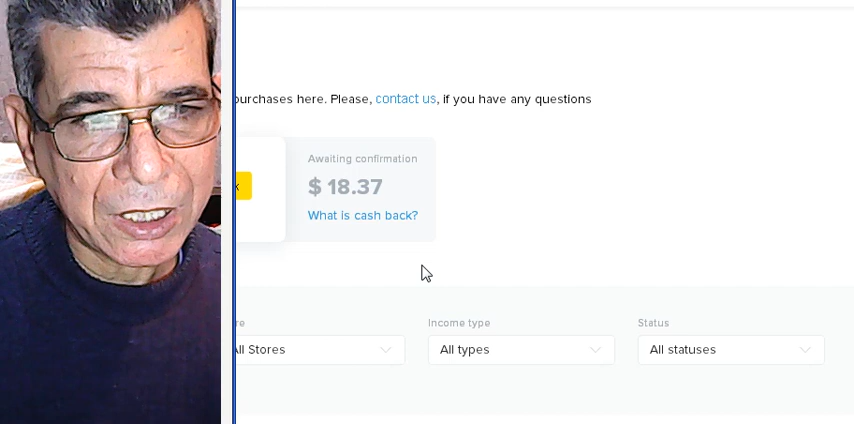 purchases here. Please, contact us, if you have any questions
Awaiting confirmation
$ 18.37
What is cash back?
Income type
Status
All Stores
All types
All statuses